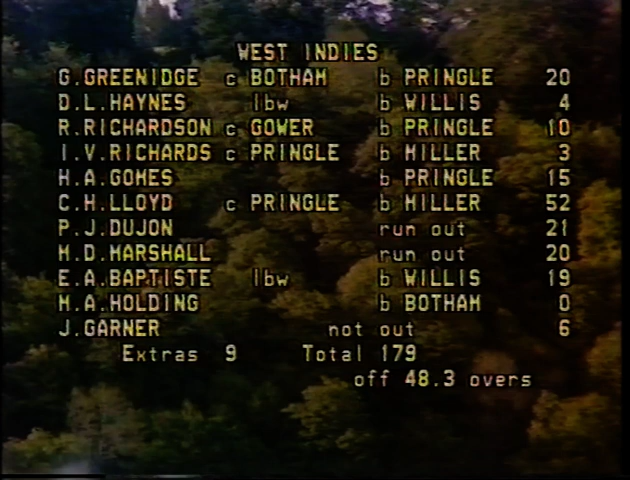 WEST INDIES
G.GREENIDGE c BOTHAM b PRINGLE 20
D.L.HAYNES lbw b WILLIS 4
R.RICHARDSON c GOWER b PRINGLE 10
I.V.RICHARDS c PRINGLE b MILLER 3
H.A.GOMES b PRINGLE 15
C.H.LLOYD c PRINGLE b MILLER 52
P.J.DUJON run out 21
M.D.MARSHALL run out 20
E.A.BAPTISTE lbw b WILLIS 19
M.A.HOLDING b BOTHAM 0
J.GARNER not out 6
Extras 9 Total 179
off 48.3 overs